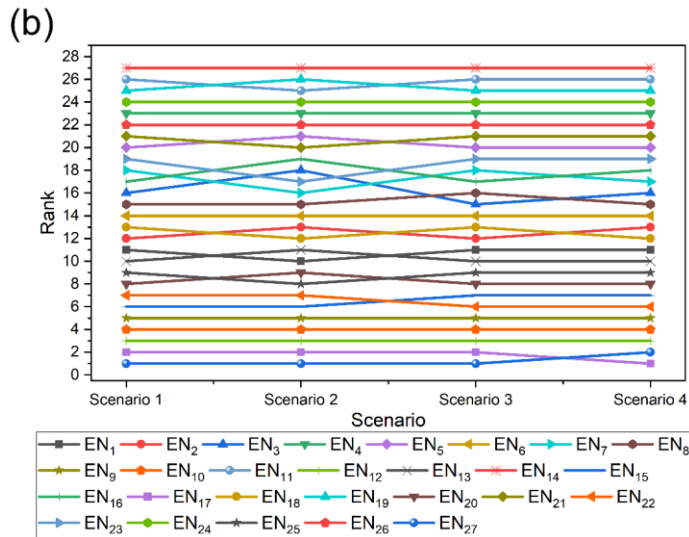 (b)
28
26
24
22
20
18
16
14
12
10
8
6
4
2
0
Rank
Scenario 1 Scenario 2 Scenario 3 Scenario 4
Scenario
EN₁ EN₂ EN₃ EN₄ EN₅ EN₆ EN₇ EN₈
EN₉ EN₁₀ EN₁₁ EN₁₂ EN₁₃ EN₁₄ EN₁₅
EN₁₆ EN₁₇ EN₁₈ EN₁₉ EN₂₀ EN₂₁ EN₂₂
EN₂₃ EN₂₄ EN₂₅ EN₂₆ EN₂₇